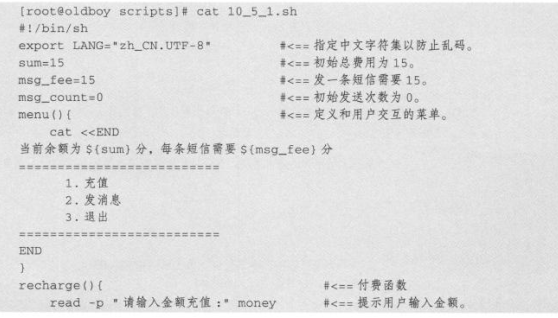 [root@oldboy scripts]# cat 10_5_1.sh
#!/bin/sh
export LANG="zh_CN.UTF-8" #<== 指定中文字符集以防止乱码。
sum=15 #<== 初始总费用为 15。
msg_fee=15 #<== 发一条短信需要 15。
msg_count=0 #<== 初始发送次数为 0。
menu(){ #<== 定义和用户交互的菜单。
    cat <<END
当前余额为 ${sum} 分, 每条短信需要 ${msg_fee} 分
==========================
      1. 充值
      2. 发消息
      3. 退出
==========================
END
}
recharge(){ #<== 付费函数
    read -p "请输入金额充值 :" money #<== 提示用户输入金额。